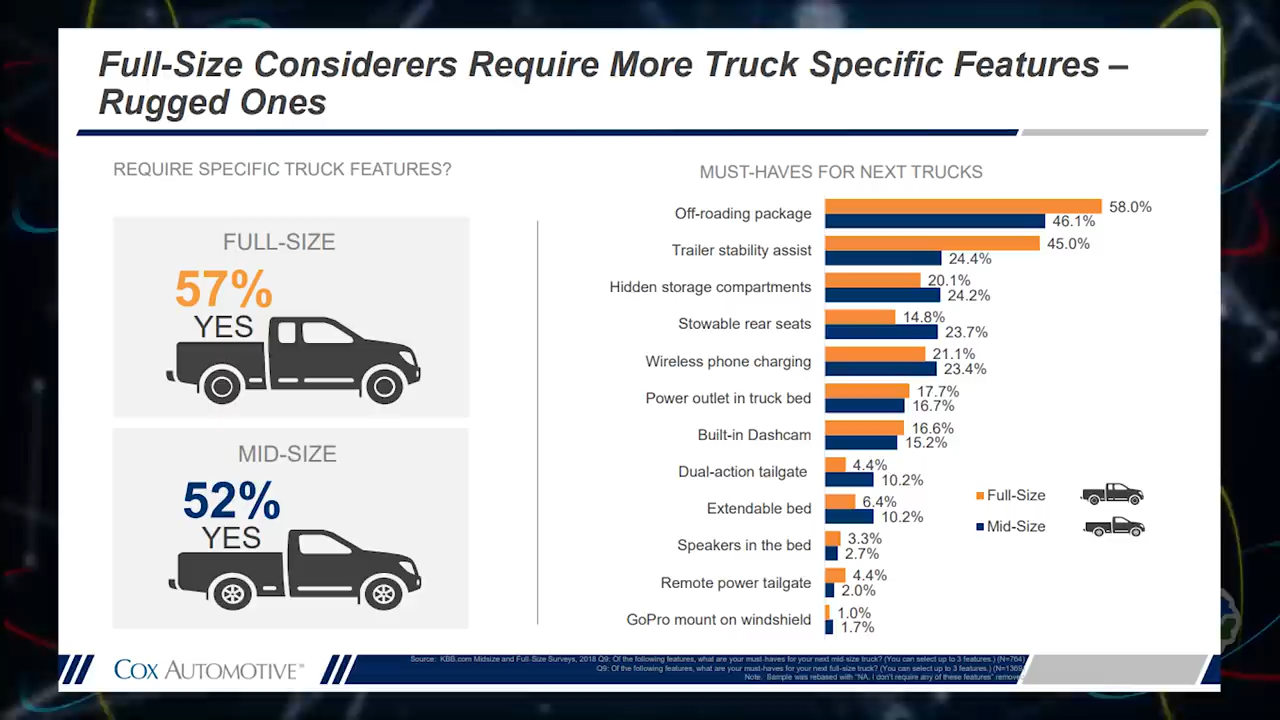 Full-Size Considerers Require More Truck Specific Features –
Rugged Ones
REQUIRE SPECIFIC TRUCK FEATURES?
FULL-SIZE
57%
YES
MID-SIZE
52%
YES
MUST-HAVES FOR NEXT TRUCKS
Off-roading package
58.0%
46.1%
Trailer stability assist
45.0%
24.4%
Hidden storage compartments
20.1%
24.2%
Stowable rear seats
14.8%
23.7%
Wireless phone charging
21.1%
23.4%
Power outlet in truck bed
17.7%
16.7%
Built-in Dashcam
16.6%
15.2%
Dual-action tailgate
4.4%
10.2%
Extendable bed
6.4%
10.2%
Speakers in the bed
3.3%
2.7%
Remote power tailgate
4.4%
2.0%
GoPro mount on windshield
1.0%
1.7%
Full-Size
Mid-Size
COX AUTOMOTIVE
Source: KBB.com Midsize and Full-Size Surveys, 2018 Q9: Of the following features, what are your must-haves for your next mid-size truck? (You can select up to 3 features.) (N=764)
Q9: Of the following features, what are your must-haves for your next full-size truck? (You can select up to 3 features.) (N=1369
Note: Sample was rebased with "NA, I don't require any of these features" remove